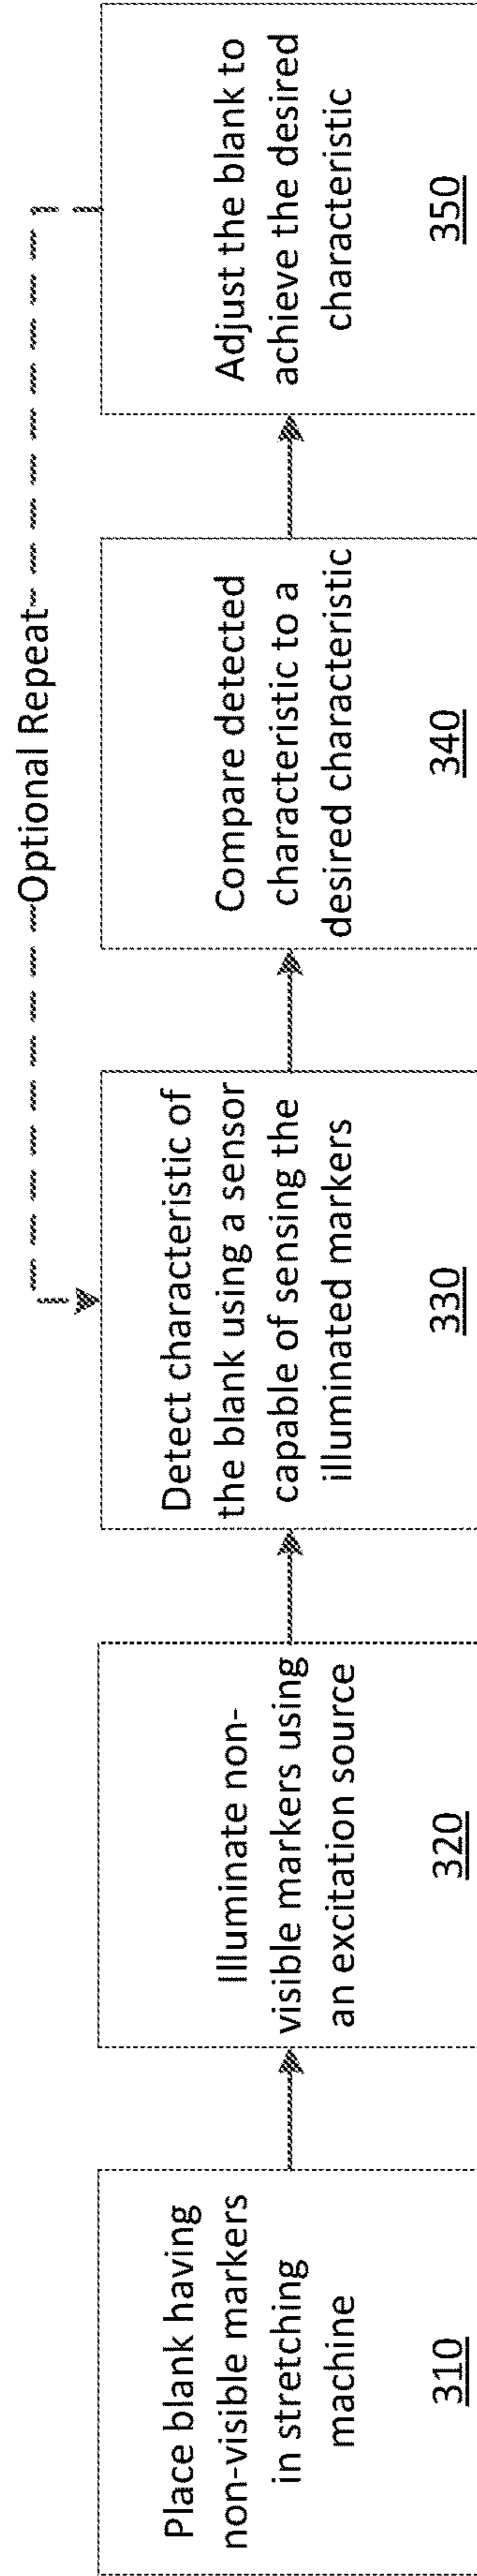 Optional Repeat
Place blank having
non-visible markers
in stretching
machine
310
Illuminate non-
visible markers using
an excitation source
320
Detect characteristic of
the blank using a sensor
capable of sensing the
illuminated markers
330
Compare detected
characteristic to a
desired characteristic
340
Adjust the blank to
achieve the desired
characteristic
350